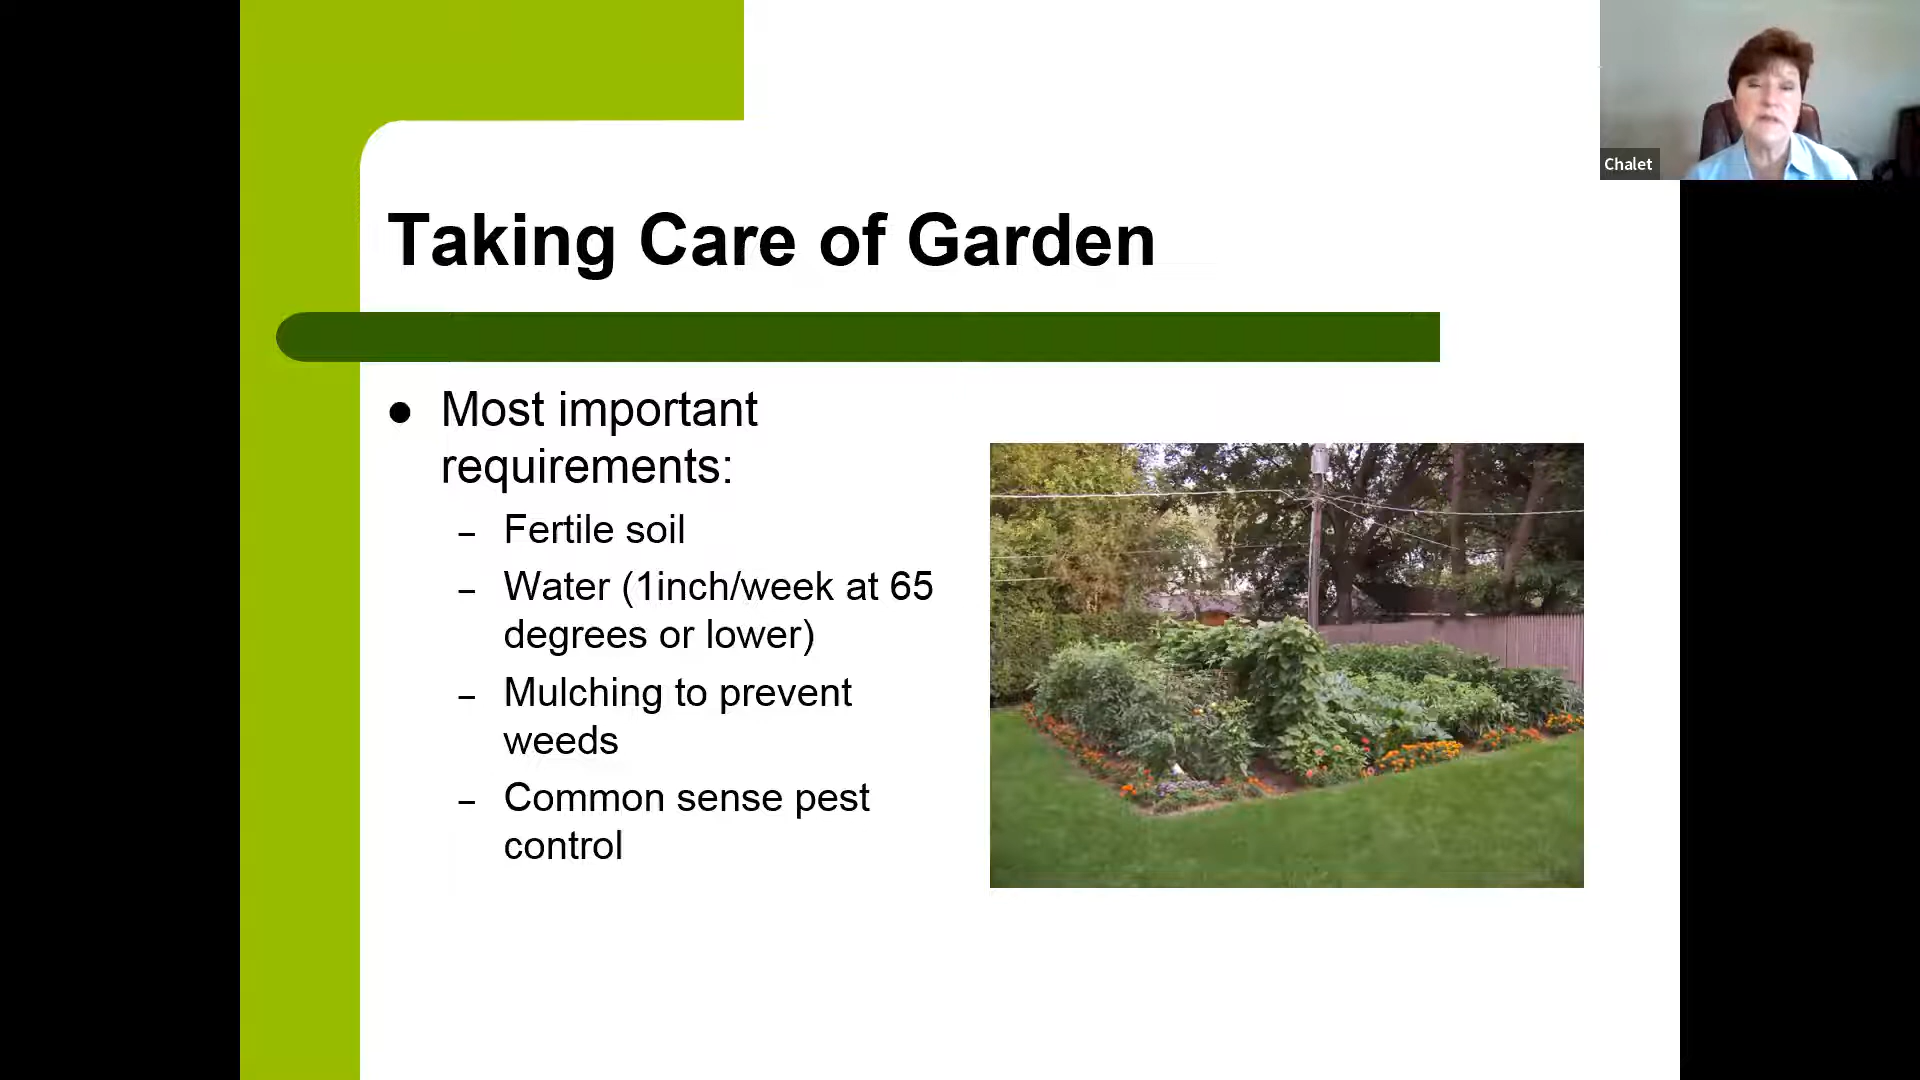 Chalet
Taking Care of Garden
● Most important
requirements:
– Fertile soil
– Water (1inch/week at 65
degrees or lower)
– Mulching to prevent
weeds
– Common sense pest
control